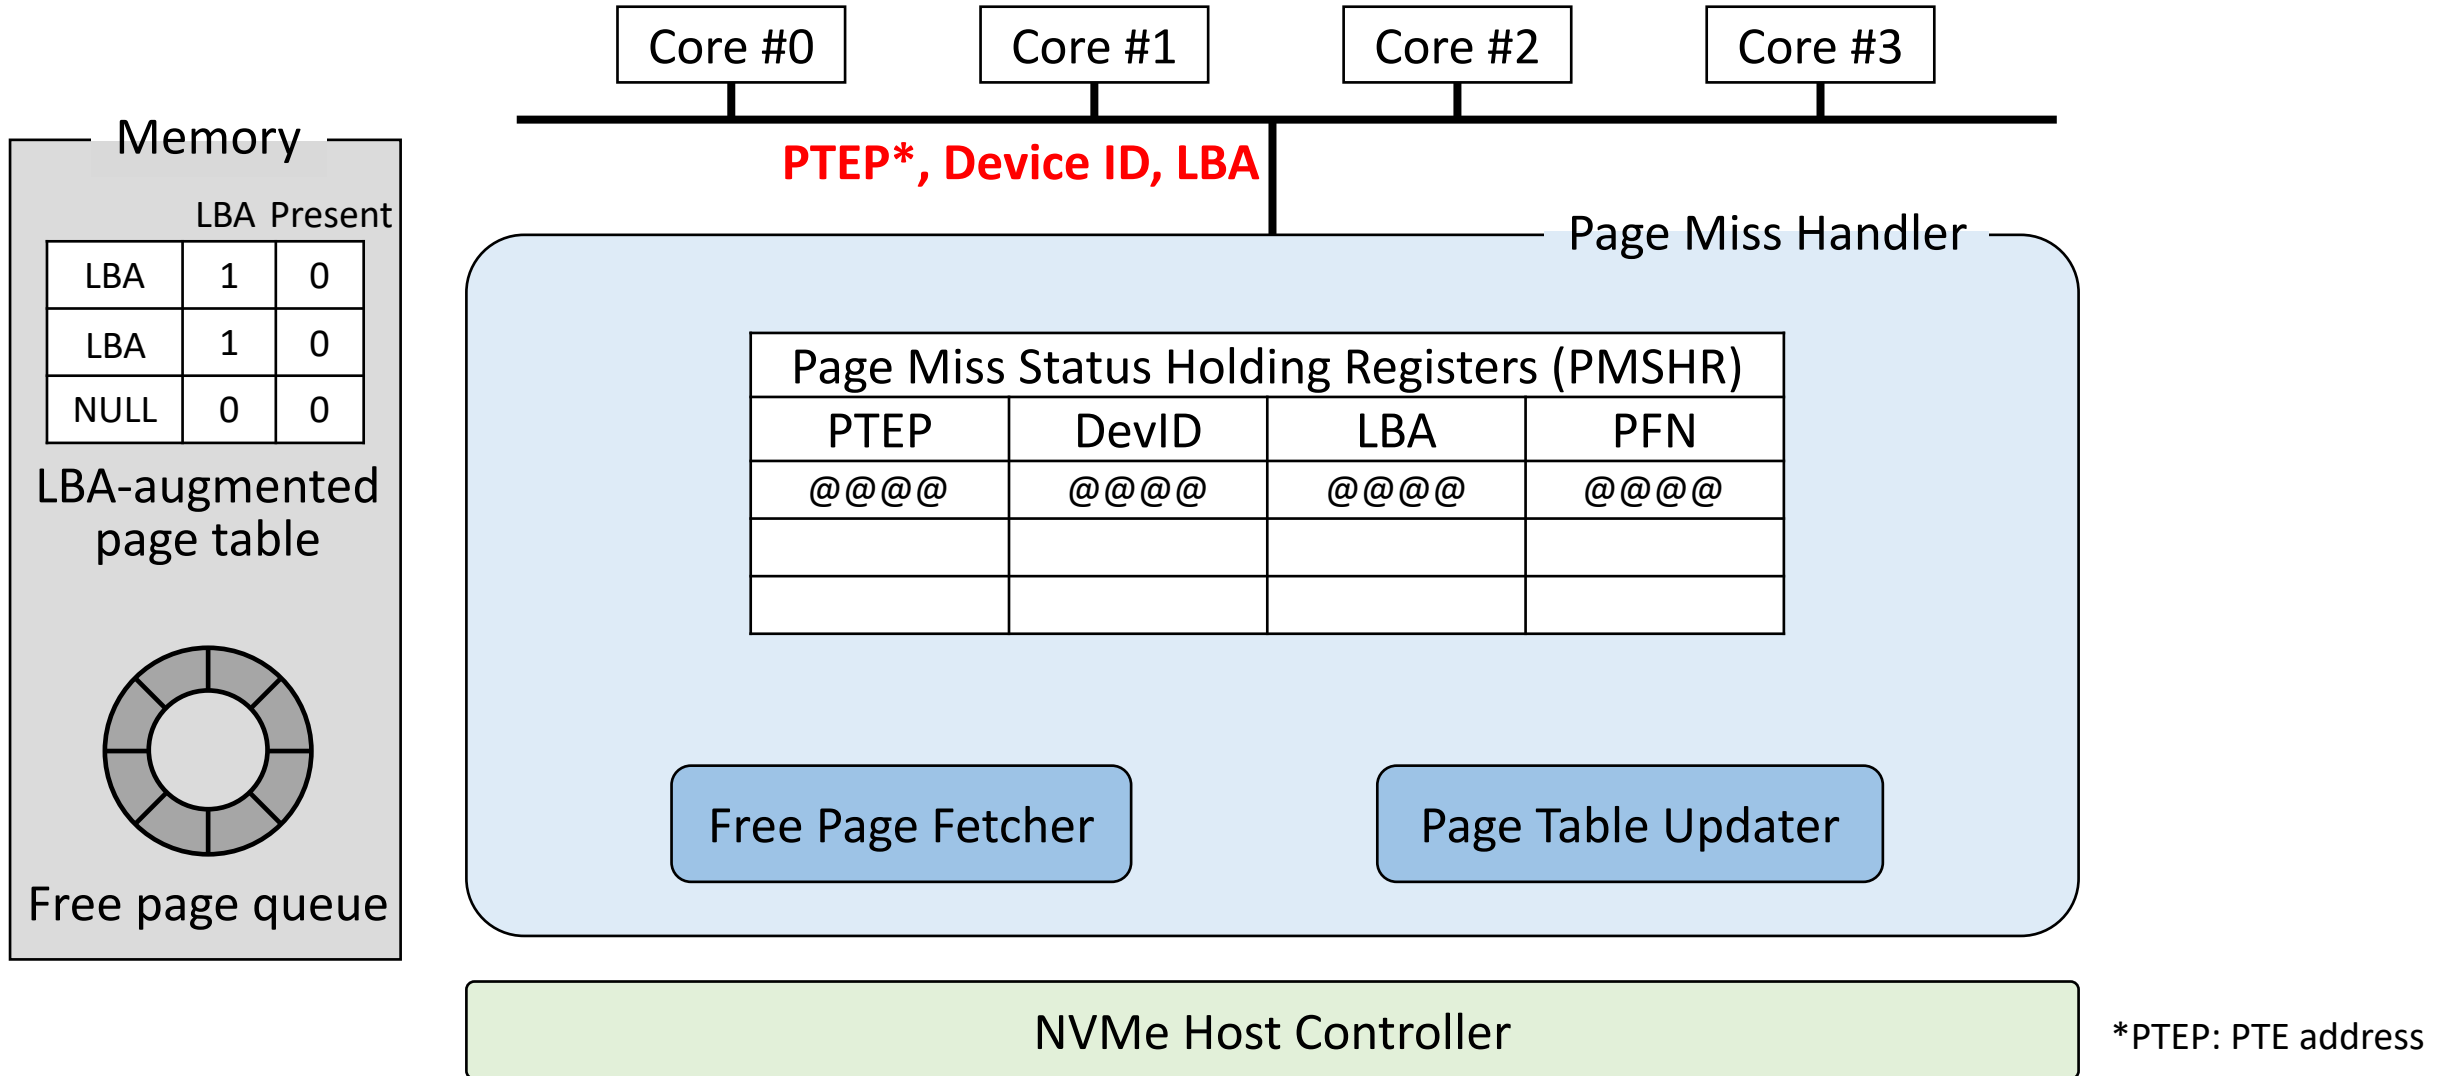 Core #0
Core #1
Core #2
Core #3
PTEP*, Device ID, LBA
Memory
LBA Present
LBA 1 0
LBA 1 0
NULL 0 0
LBA-augmented
page table
Free page queue
Page Miss Handler
Page Miss Status Holding Registers (PMSHR)
PTEP DevID LBA PFN
@@@@ @@@@ @@@@ @@@@
Free Page Fetcher
Page Table Updater
NVMe Host Controller
*PTEP: PTE address